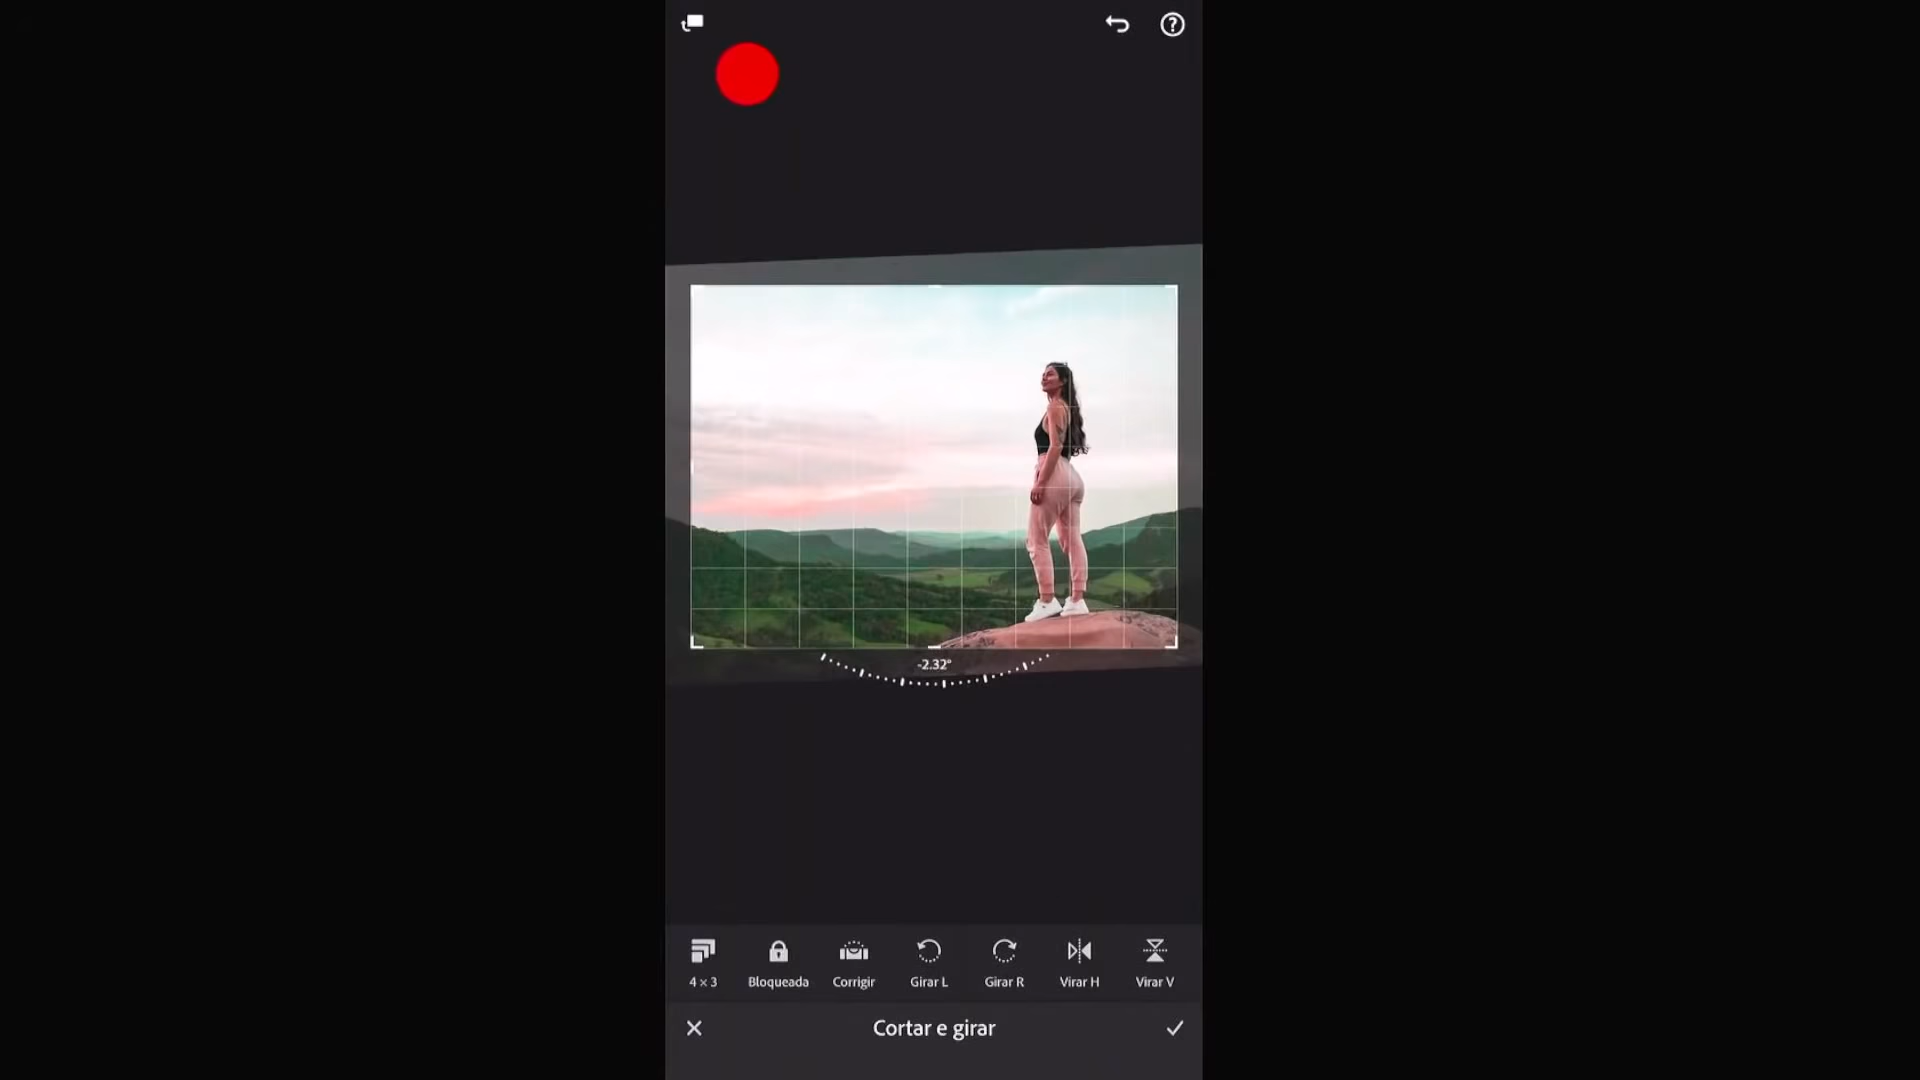 -2.32°
4 × 3
Bloqueada
Corrigir
Girar L
Girar R
Virar H
Virar V
Cortar e girar